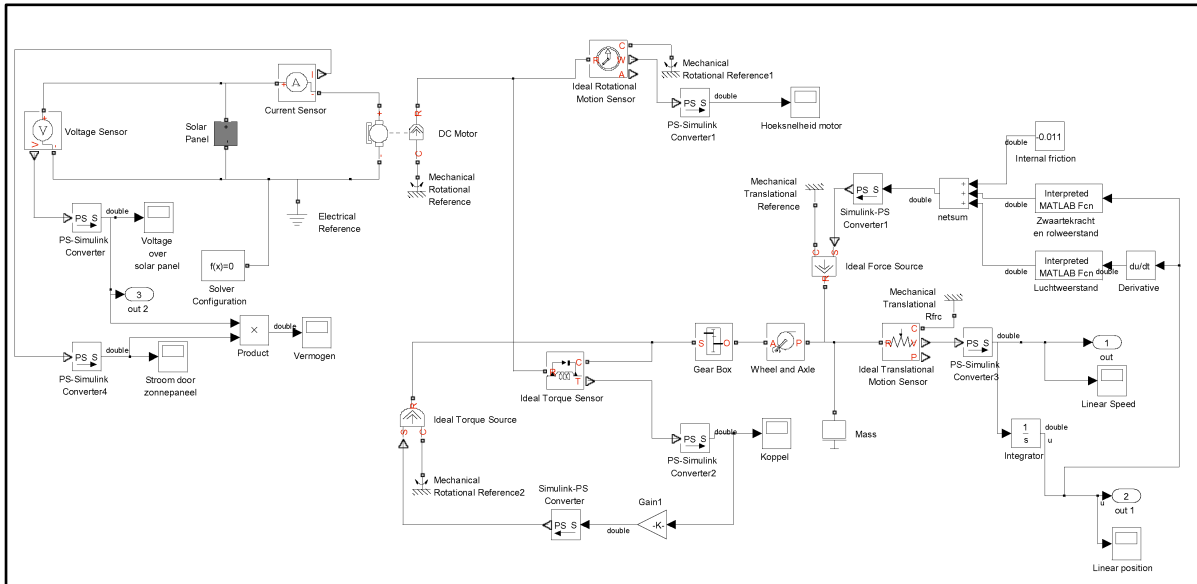 I
A
+
-
Current Sensor
+
V
-
V
Voltage Sensor
Solar
Panel
+
-
+
-
R
C
DC Motor
Mechanical
Rotational
Reference
Electrical
Reference
f(x)=0
Solver
Configuration
PS S
double
PS-Simulink
Converter
Voltage
over
solar panel
3
out 2
×
double
Product
Vermogen
PS S
double
PS-Simulink
Converter4
Stroom door
zonnepaneel
R
C
W
A
Ideal Rotational
Motion Sensor
Mechanical
Rotational Reference1
PS S
double
PS-Simulink
Converter1
Hoeksnelheid motor
-0.011
double
Internal friction
Mechanical
Translational
Reference
PS S
Simulink-PS
Converter1
double
+
+
+
netsum
double
Interpreted
MATLAB Fcn
Zwaartekracht
en rolweerstand
double
Interpreted
MATLAB Fcn
double
Luchtweerstand
du/dt
Derivative
C
S
R
Ideal Force Source
Mechanical
Translational
Rfrc
R
C
V
P
Ideal Translational
Motion Sensor
PS S
PS-Simulink
Converter3
double
1
out
Linear Speed
1
s
double
u
Integrator
u
2
out 1
Linear position
S
O
Gear Box
A
P
Wheel and Axle
Mass
R
C
T
Ideal Torque Sensor
R
S
C
Ideal Torque Source
Mechanical
Rotational Reference2
PS S
double
PS-Simulink
Converter2
Koppel
Simulink-PS
Converter
PS S
double
Gain1
-K-